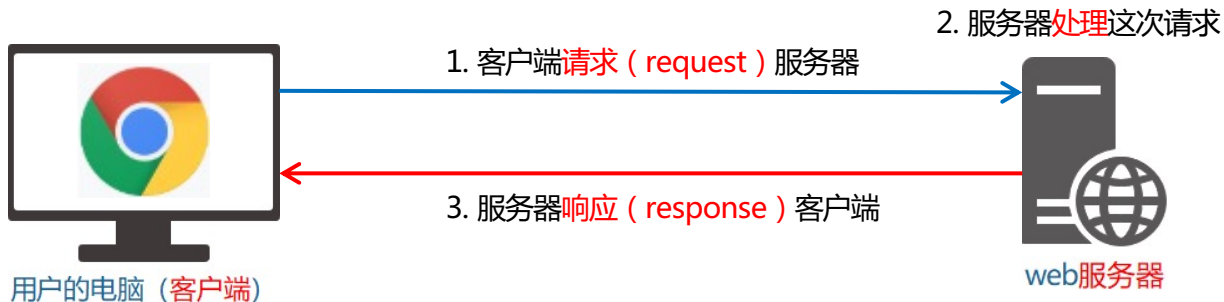 2. 服务器处理这次请求
1. 客户端请求（request）服务器
3. 服务器响应（response）客户端
用户的电脑（客户端）
web服务器